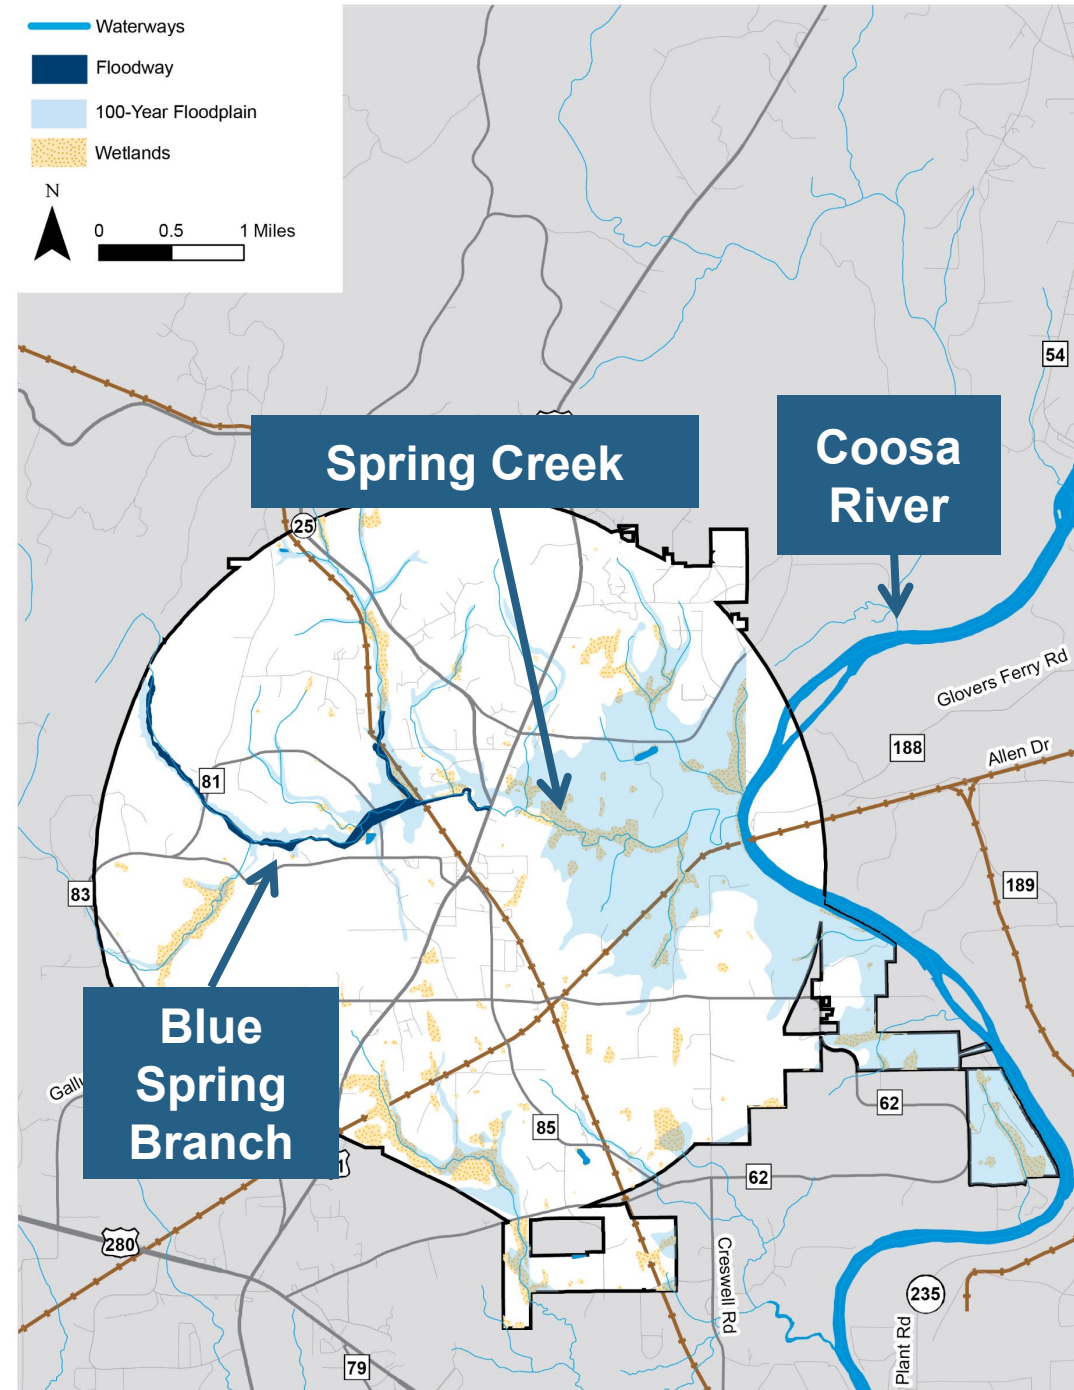 Waterways
Floodway
100-Year Floodplain
Wetlands
N
0 0.5 1 Miles
54
Spring Creek
Coosa
River
25
Glovers Ferry Rd
188
Allen Dr
81
83
189
Blue
Spring
Branch
62
85
62
280
Creswell Rd
235
Plant Rd
79